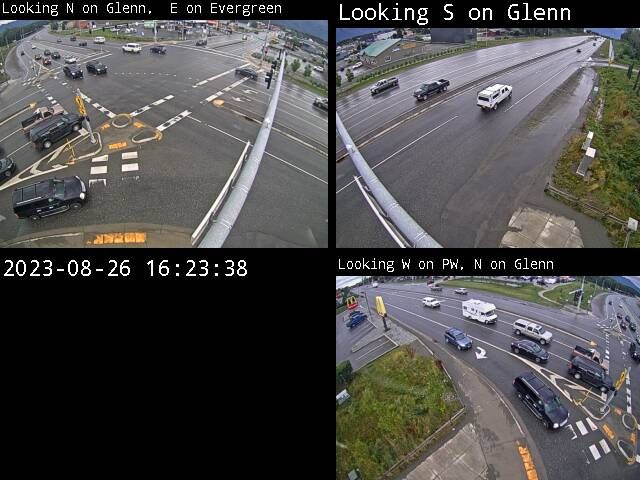 Looking N on Glenn,  E on Evergreen
Looking S on Glenn
2023-08-26 16:23:38
Looking W on PW, N on Glenn